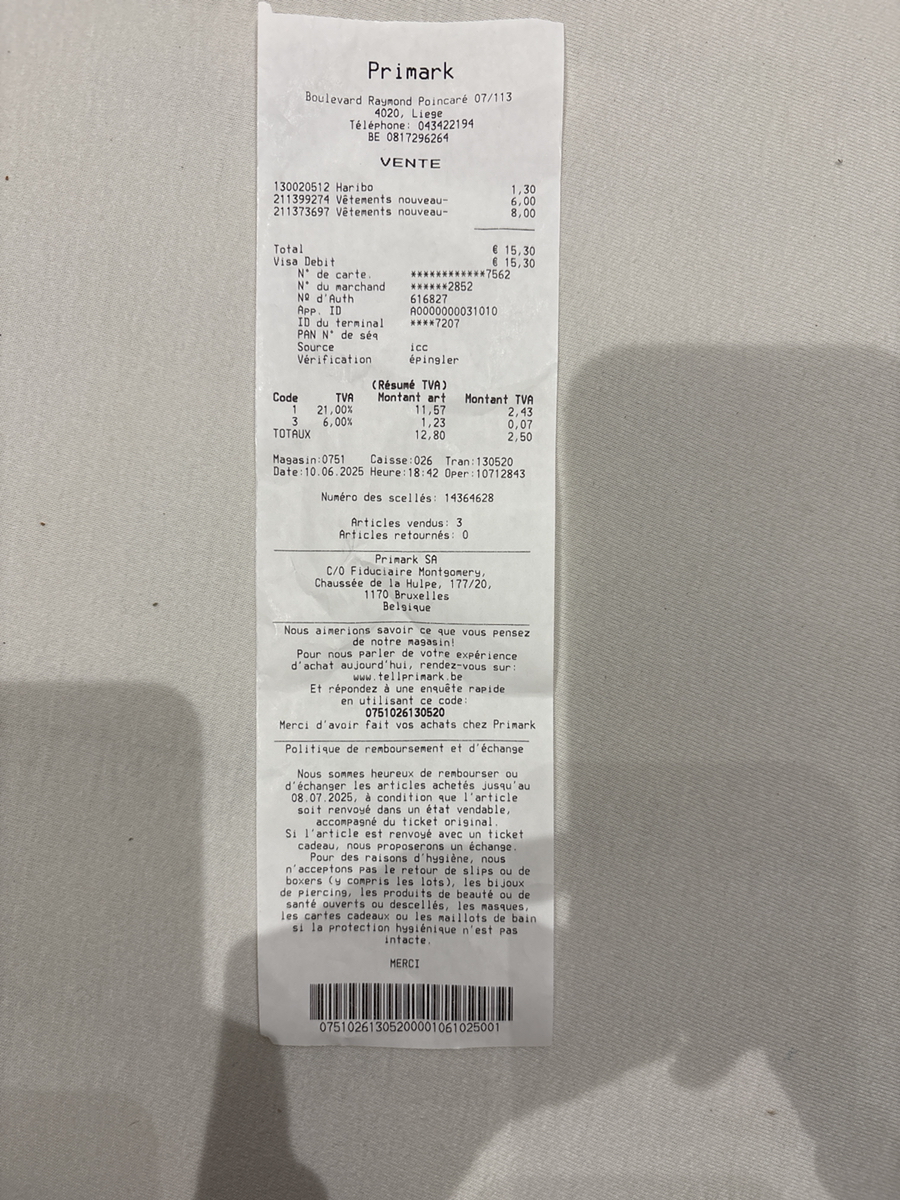 Primark
Boulevard Raymond Poincaré 07/113
4020, Liege
Téléphone: 043422194
BE 0817296264
VENTE
130020512 Haribo 1,30
211399274 Vêtements nouveau- 6,00
211373697 Vêtements nouveau- 8,00
Total € 15,30
Visa Debit € 15,30
N° de carte. ************7562
N° du marchand ******2852
Nº d'Auth 616827
App. ID A0000000031010
ID du terminal ****7207
PAN N° de séq
Source icc
Vérification épingler
(Résumé TVA)
Code TVA Montant art Montant TVA
1 21,00% 11,57 2,43
3 6,00% 1,23 0,07
TOTAUX 12,80 2,50
Magasin:0751 Caisse:026 Tran:130520
Date:10.06.2025 Heure:18:42 Oper:10712843
Numéro des scellés: 14364628
Articles vendus: 3
Articles retournés: 0
Primark SA
C/O Fiduciaire Montgomery,
Chaussée de la Hulpe, 177/20,
1170 Bruxelles
Belgique
Nous aimerions savoir ce que vous pensez
de notre magasin!
Pour nous parler de votre expérience
d'achat aujourd'hui, rendez-vous sur:
www.tellprimark.be
Et répondez à une enquête rapide
en utilisant ce code:
0751026130520
Merci d'avoir fait vos achats chez Primark
Politique de remboursement et d'échange
Nous sommes heureux de rembourser ou
d'échanger les articles achetés jusqu'au
08.07.2025, à condition que l'article
soit renvoyé dans un état vendable,
accompagné du ticket original.
Si l'article est renvoyé avec un ticket
cadeau, nous proposerons un échange.
Pour des raisons d'hygiène, nous
n'acceptons pas le retour de slips ou de
boxers (y compris les lots), les bijoux
de piercing, les produits de beauté ou de
santé ouverts ou descellés, les masques,
les cartes cadeaux ou les maillots de bain
si la protection hygiénique n'est pas
intacte.
MERCI
07510261305200001061025001